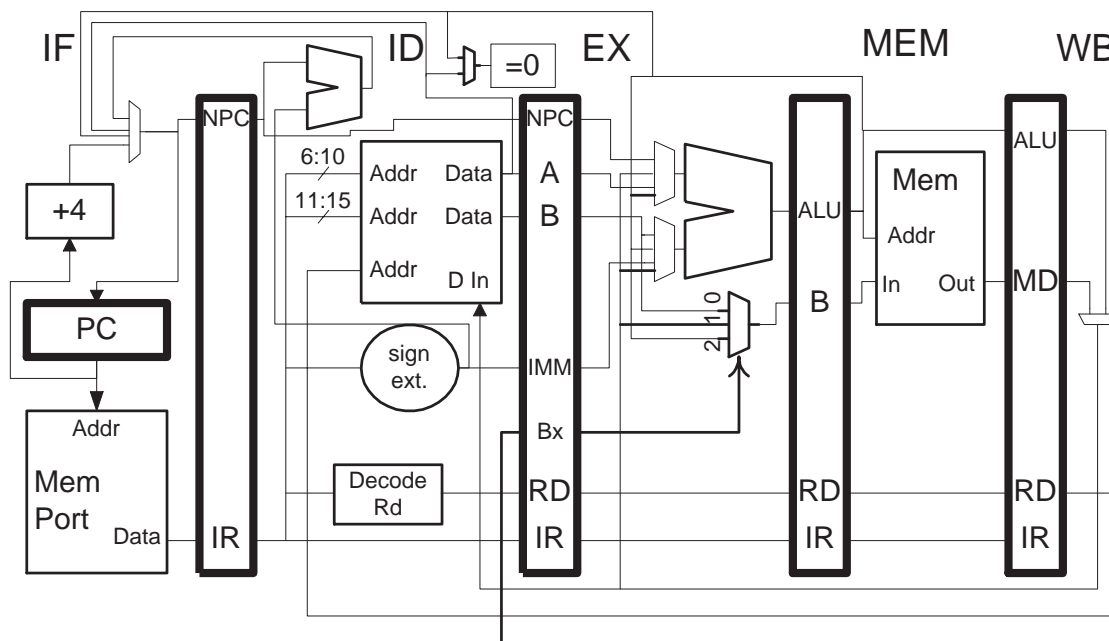 IF
ID
EX
MEM
WB
=0
NPC
NPC
6:10
Addr
Data
A
ALU
Mem
+4
11:15
Addr
Data
B
ALU
Addr
Addr
D In
In
Out
MD
PC
0
1
2
B
sign
ext.
IMM
Addr
Mem
Port
Data
Bx
Decode
Rd
RD
RD
RD
IR
IR
IR
IR